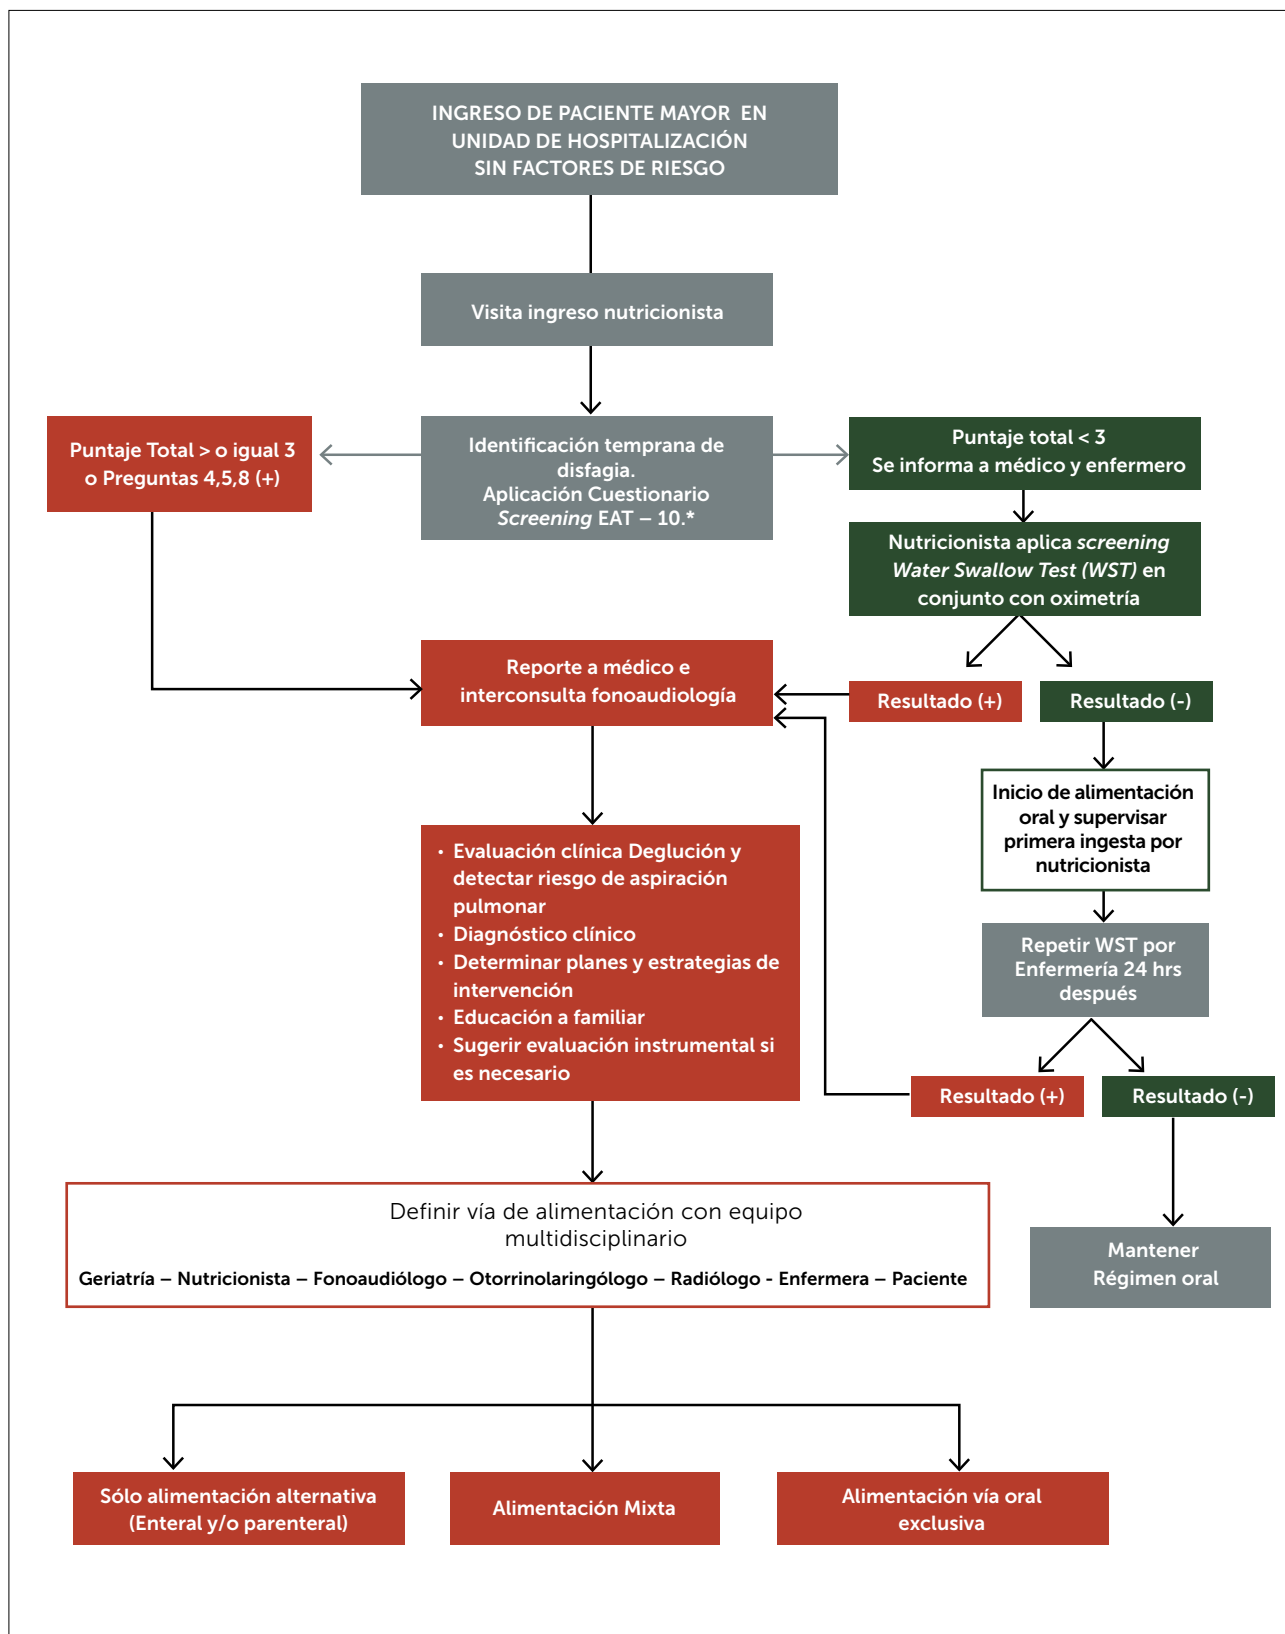 INGRESO DE PACIENTE MAYOR EN
UNIDAD DE HOSPITALIZACIÓN
SIN FACTORES DE RIESGO
Visita ingreso nutricionista
Puntaje Total > o igual 3
o Preguntas 4,5,8 (+)
Identificación temprana de
disfagia.
Aplicación Cuestionario
Screening EAT – 10.*
Puntaje total < 3
Se informa a médico y enfermero
Nutricionista aplica screening
Water Swallow Test (WST) en
conjunto con oximetría
Reporte a médico e
interconsulta fonoaudiología
Resultado (+)
Resultado (-)
Inicio de alimentación
oral y supervisar
primera ingesta por
nutricionista
• Evaluación clínica Deglución y
detectar riesgo de aspiración
pulmonar
• Diagnóstico clínico
• Determinar planes y estrategias de
intervención
• Educación a familiar
• Sugerir evaluación instrumental si
es necesario
Repetir WST por
Enfermería 24 hrs
después
Resultado (+)
Resultado (-)
Definir vía de alimentación con equipo
multidisciplinario
Geriatría – Nutricionista – Fonoaudiólogo – Otorrinolaringólogo – Radiólogo - Enfermera – Paciente
Mantener
Régimen oral
Sólo alimentación alternativa
(Enteral y/o parenteral)
Alimentación Mixta
Alimentación vía oral
exclusiva